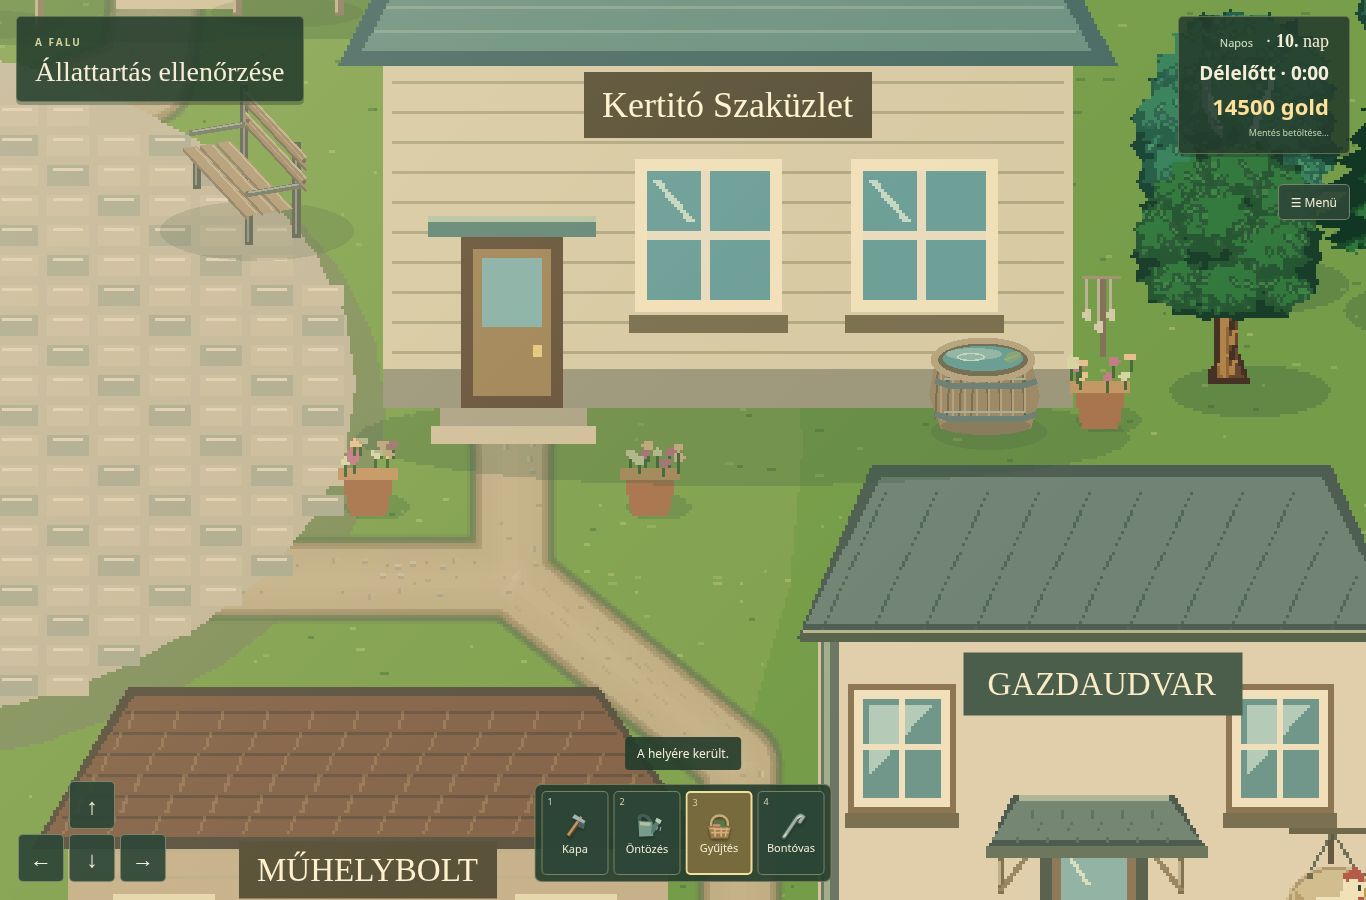 A FALU
Állattartás ellenőrzése
Kertitó Szaküzlet
Napos · 10. nap
Délelőtt · 0:00
14500 gold
Mentés betöltése...
☰ Menü
GAZDAUDVAR
A helyére került.
MŰHELYBOLT
↑
← ↓ →
1 Kapa
2 Öntözés
3 Gyűjtés
4 Bontóvas